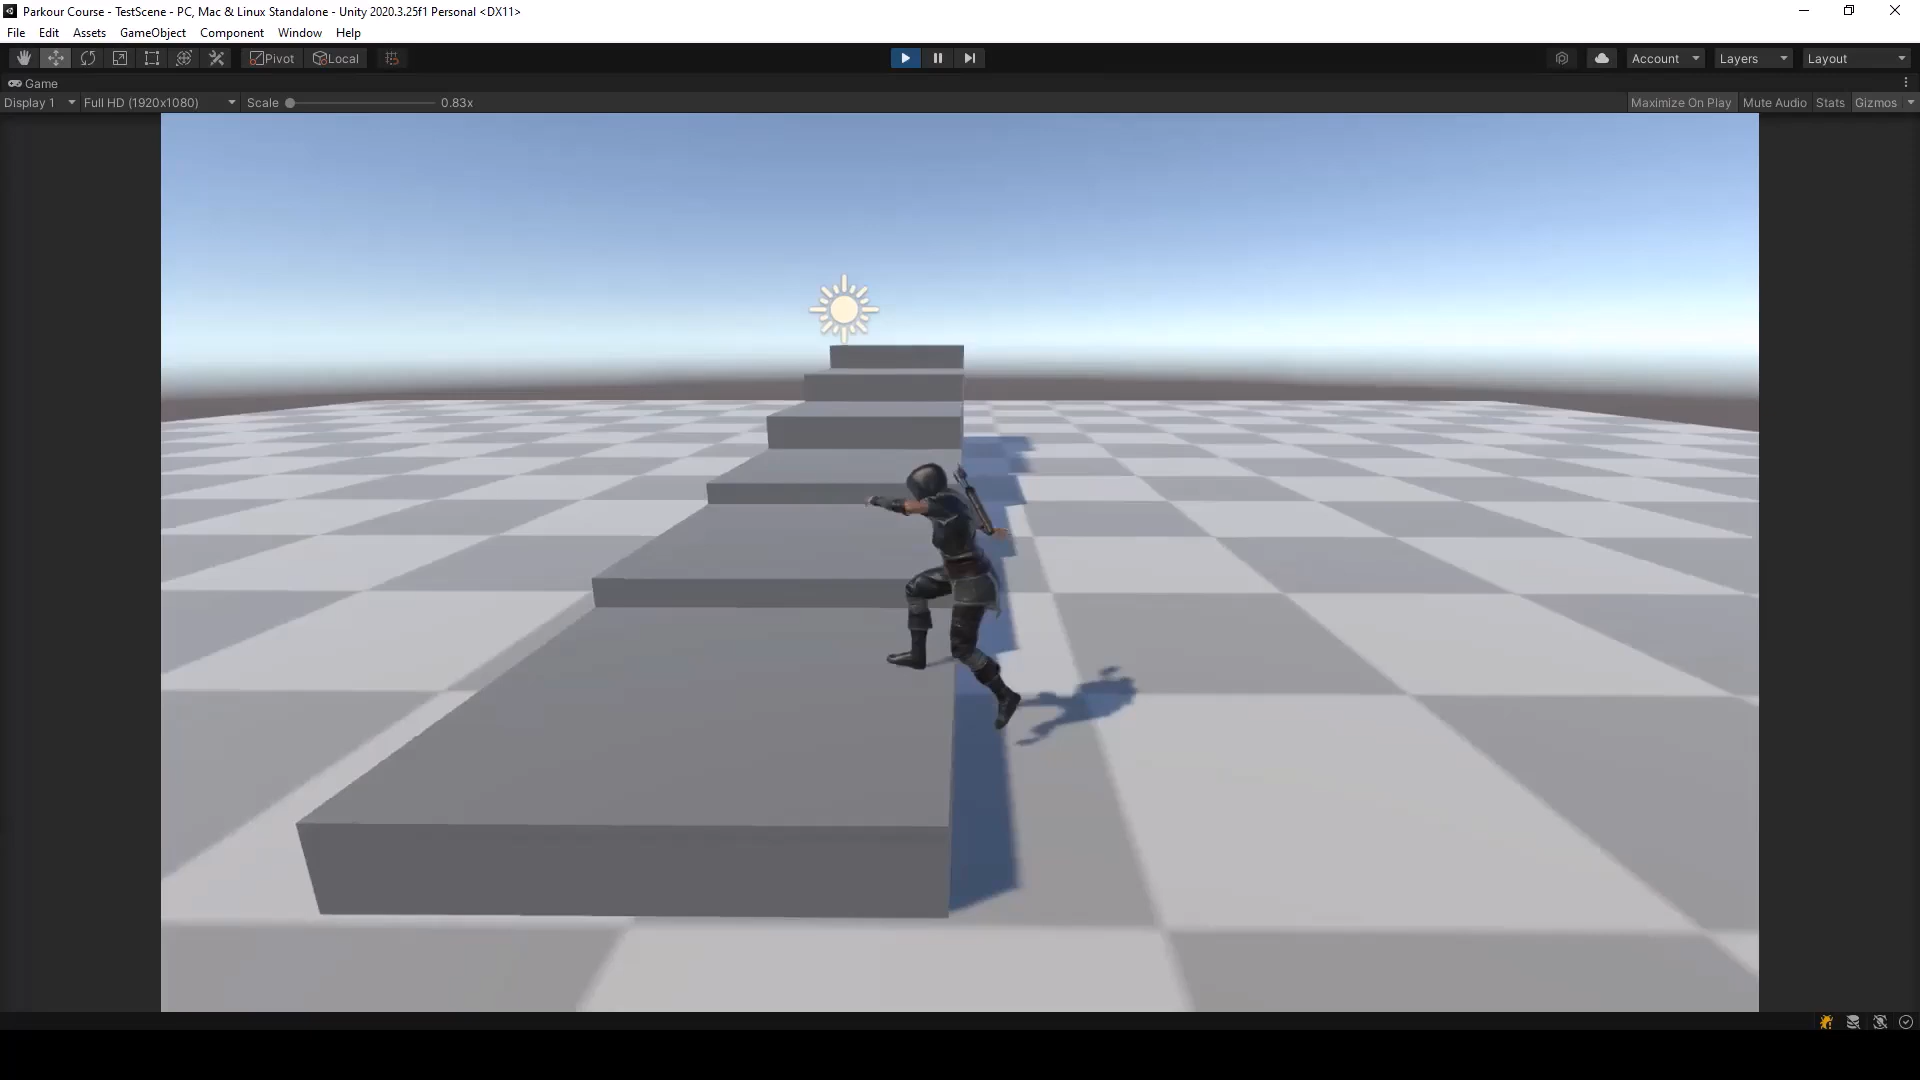 Parkour Course - TestScene - PC, Mac & Linux Standalone - Unity 2020.3.25f1 Personal <DX11>
File Edit Assets GameObject Component Window Help
Pivot Local Account Layers Layout
Game
Display 1 Full HD (1920x1080) Scale 0.83x Maximize On Play Mute Audio Stats Gizmos